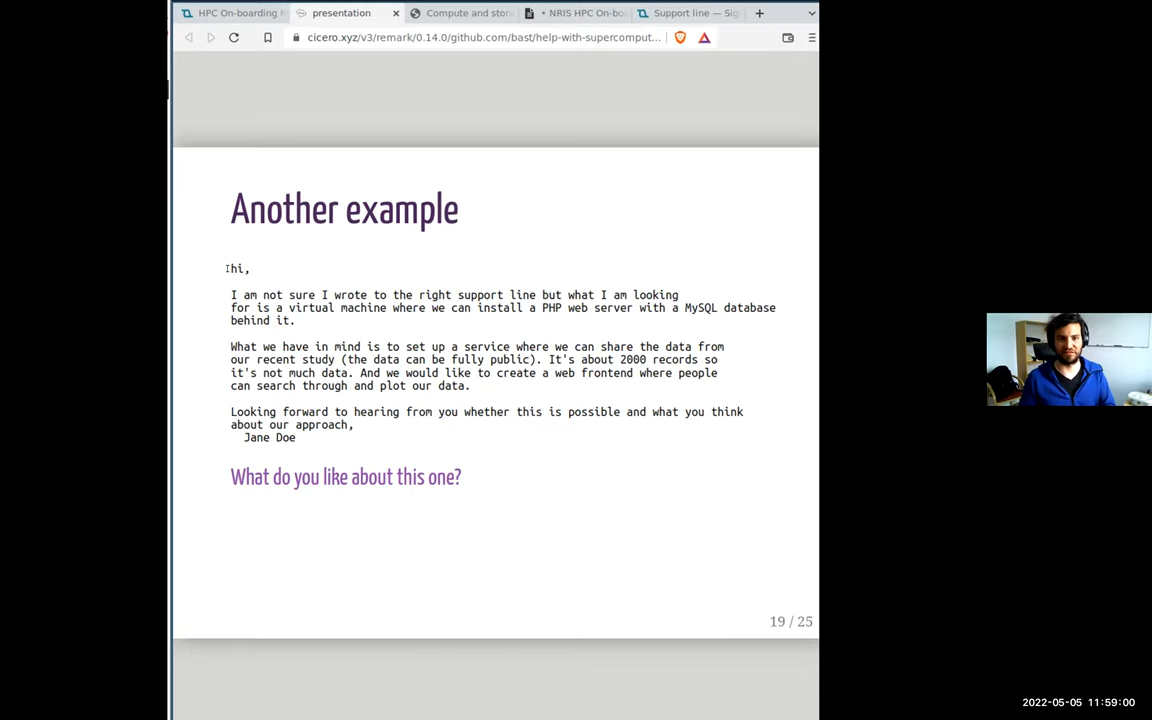 HPC On-boarding
presentation
Compute and stor
• NRIS HPC On-bo
Support line — Sig
cicero.xyz/v3/remark/0.14.0/github.com/bast/help-with-supercomput...
Another example
hi,
I am not sure I wrote to the right support line but what I am looking
for is a virtual machine where we can install a PHP web server with a MySQL database
behind it.
What we have in mind is to set up a service where we can share the data from
our recent study (the data can be fully public). It's about 2000 records so
it's not much data. And we would like to create a web frontend where people
can search through and plot our data.
Looking forward to hearing from you whether this is possible and what you think
about our approach,
Jane Doe
What do you like about this one?
19 / 25
2022-05-05 11:59:00